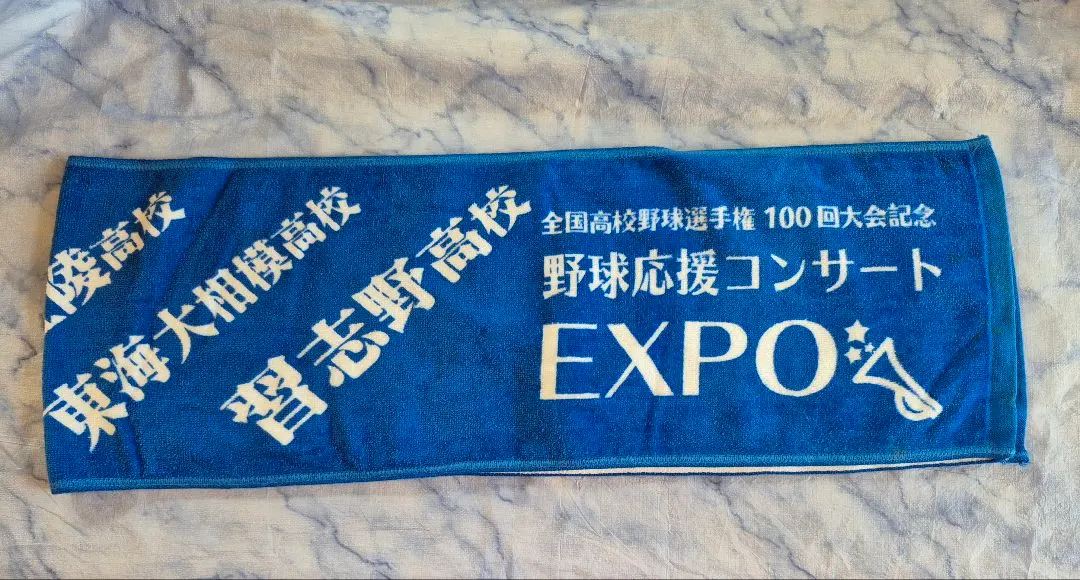 陵高校
東海大相模高校
習志野高校
全国高校野球選手権 100回大会記念
野球応援コンサート
EXPO